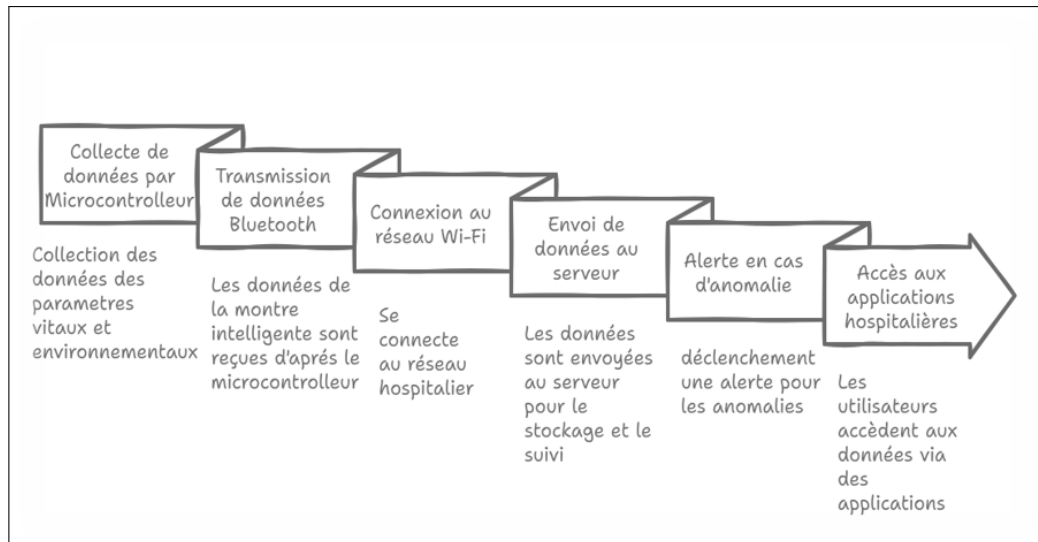 Collecte de
données par
Microcontrolleur
Collection des
données des
parametres
vitaux et
environnementaux
Transmission
de données
Bluetooth
Les données de
la montre
intelligente sont
reçues d'aprés le
microcontrolleur
Connexion au
réseau Wi-Fi
Se
connecte
au réseau
hospitalier
Envoi de
données au
serveur
Les données
sont envoyées
au serveur
pour le
stockage et le
suivi
Alerte en cas
d'anomalie
déclenchement
une alerte pour
les anomalies
Accès aux
applications
hospitalières
Les
utilisateurs
accèdent aux
données via
des
applications